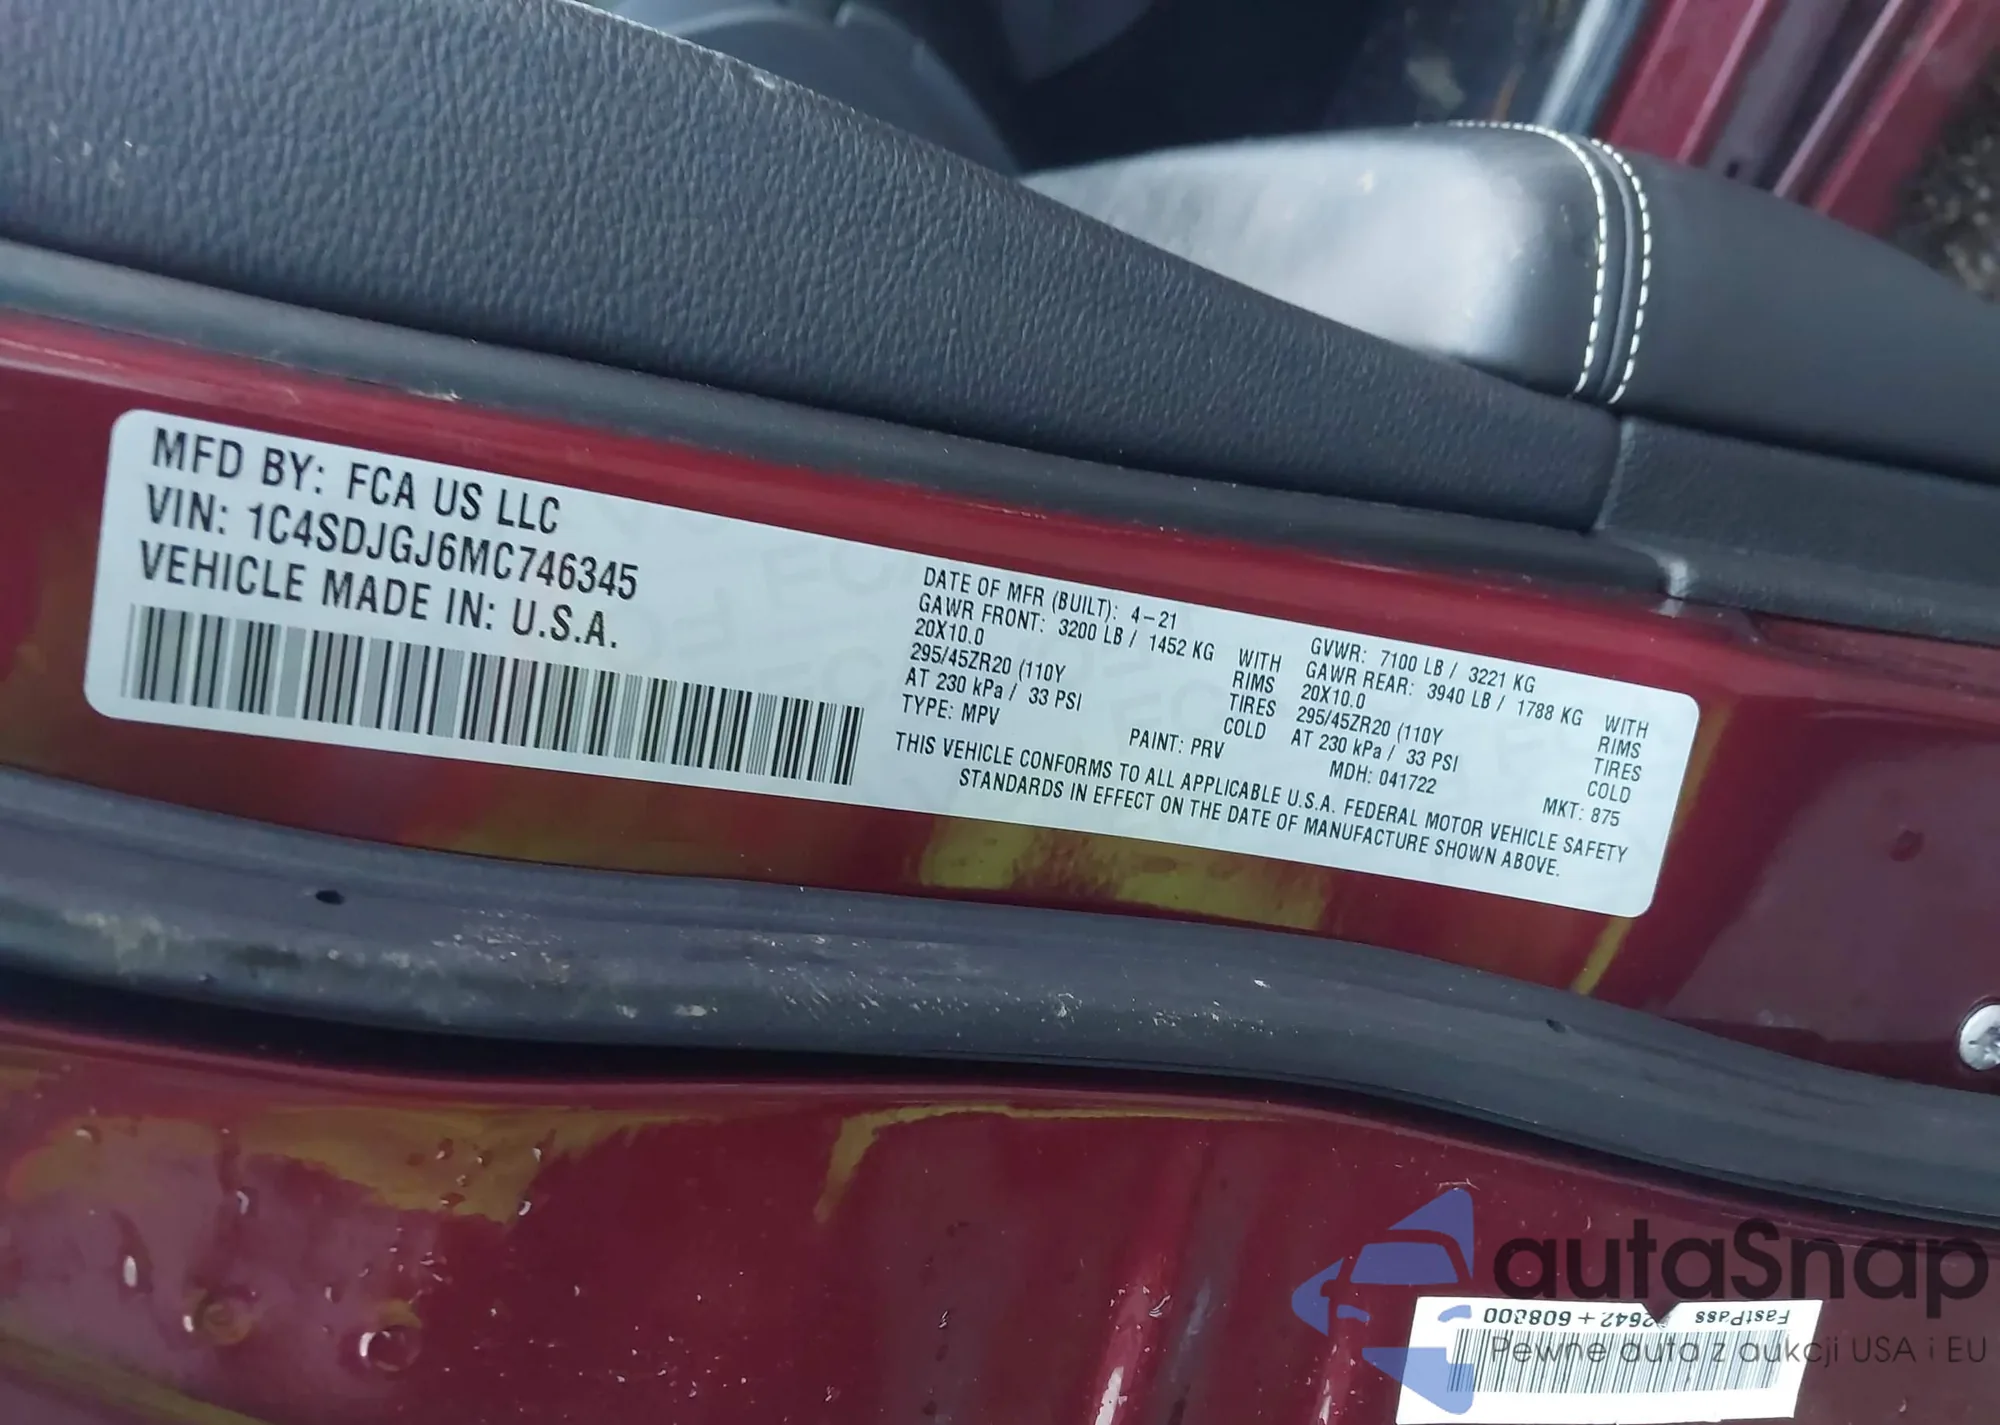 MFD BY: FCA US LLC
VIN: 1C4SDJGJ6MC746345
VEHICLE MADE IN: U.S.A.
DATE OF MFR (BUILT): 4-21
GAWR FRONT: 3200 LB / 1452 KG WITH
20X10.0 RIMS
295/45ZR20 (110Y TIRES
AT 230 kPa / 33 PSI COLD
TYPE: MPV
PAINT: PRV
GVWR: 7100 LB / 3221 KG
GAWR REAR: 3940 LB / 1788 KG WITH
20X10.0 RIMS
295/45ZR20 (110Y TIRES
AT 230 kPa / 33 PSI COLD
MDH: 041722
MKT: 875
THIS VEHICLE CONFORMS TO ALL APPLICABLE U.S.A. FEDERAL MOTOR VEHICLE SAFETY
STANDARDS IN EFFECT ON THE DATE OF MANUFACTURE SHOWN ABOVE.
autaSnap
Pewne auta z aukcji USA i EU
FastPass